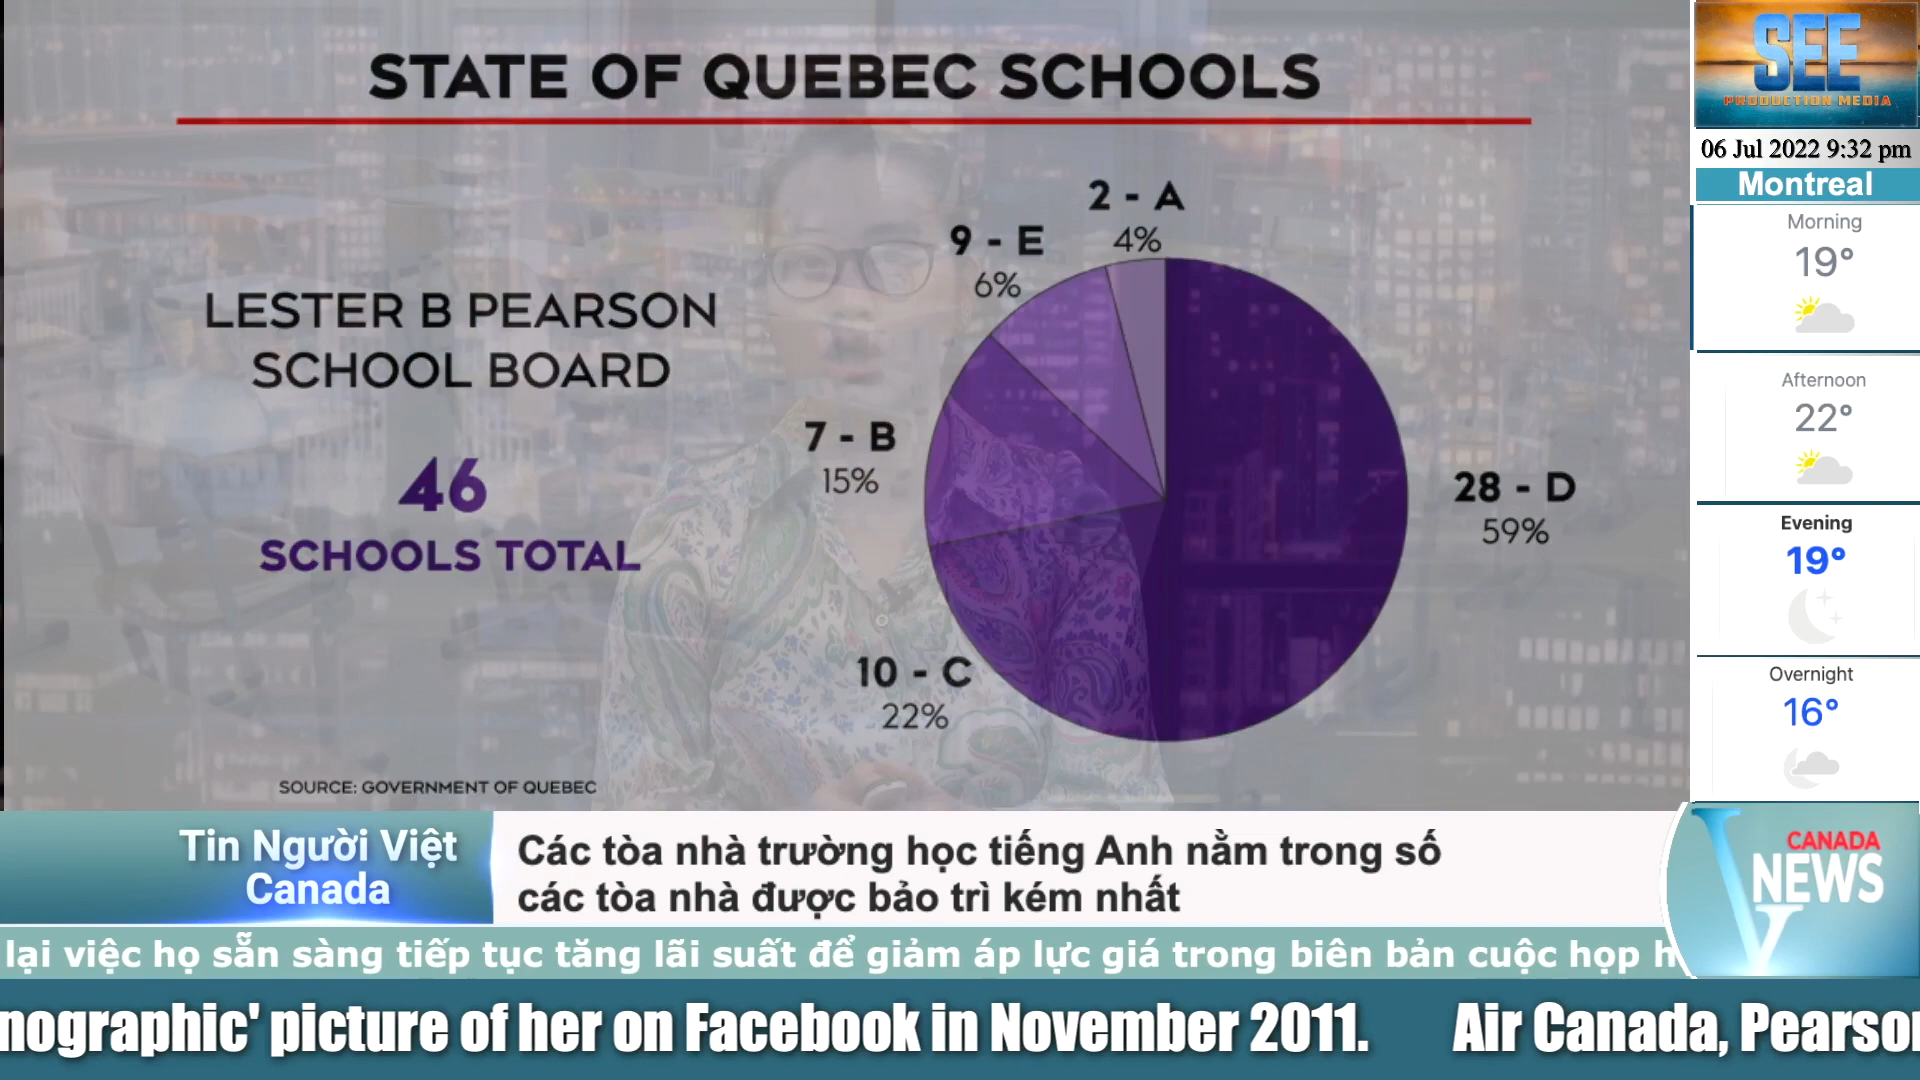 STATE OF QUEBEC SCHOOLS
LESTER B PEARSON
SCHOOL BOARD
46
SCHOOLS TOTAL
2 - A
4%
9 - E
6%
7 - B
15%
28 - D
59%
10 - C
22%
SOURCE: GOVERNMENT OF QUEBEC
SEE
PRODUCTION MEDIA
06 Jul 2022 9:32 pm
Montreal
Morning
19°
Afternoon
22°
Evening
19°
Overnight
16°
Tin Người Việt
Canada
Các tòa nhà trường học tiếng Anh nằm trong số
các tòa nhà được bảo trì kém nhất
CANADA
VNEWS
lại việc họ sẵn sàng tiếp tục tăng lãi suất để giảm áp lực giá trong biên bản cuộc họp h
nographic' picture of her on Facebook in November 2011. Air Canada, Pearson